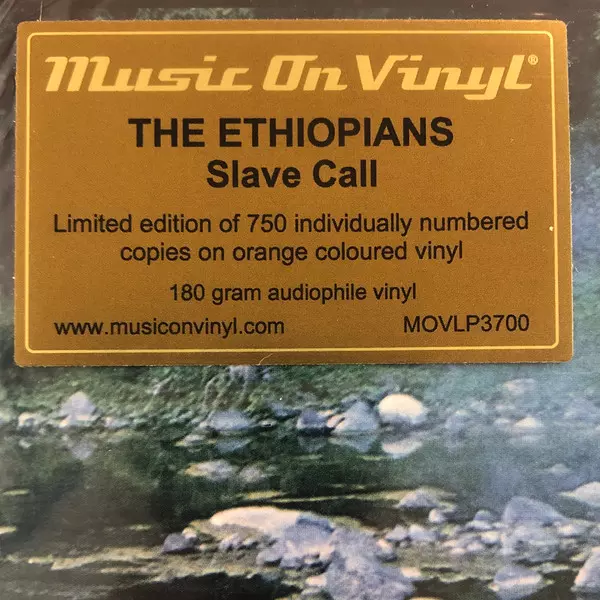 Music On Vinyl®
THE ETHIOPIANS
Slave Call
Limited edition of 750 individually numbered
copies on orange coloured vinyl
180 gram audiophile vinyl
www.musiconvinyl.com MOVLP3700